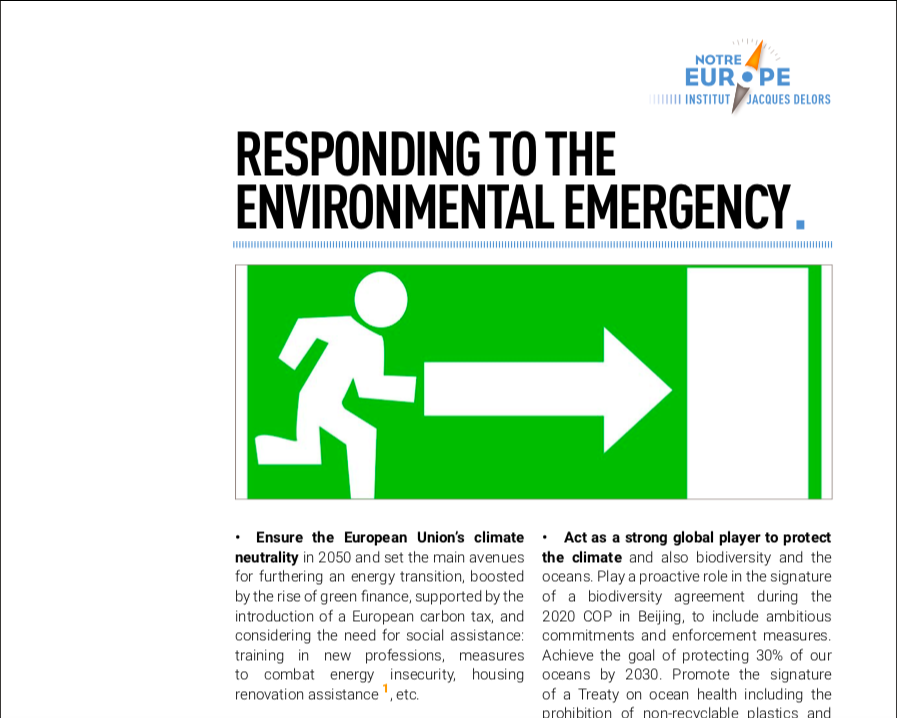 NOTRE
EUROPE
INSTITUT JACQUES DELORS
RESPONDING TO THE
ENVIRONMENTAL EMERGENCY.
• Ensure the European Union’s climate
neutrality in 2050 and set the main avenues
for furthering an energy transition, boosted
by the rise of green finance, supported by the
introduction of a European carbon tax, and
considering the need for social assistance:
training in new professions, measures
to combat energy insecurity, housing
renovation assistance 1, etc.
• Act as a strong global player to protect
the climate and also biodiversity and the
oceans. Play a proactive role in the signature
of a biodiversity agreement during the
2020 COP in Beijing, to include ambitious
commitments and enforcement measures.
Achieve the goal of protecting 30% of our
oceans by 2030. Promote the signature
of a Treaty on ocean health including the
prohibition of non-recyclable plastics and